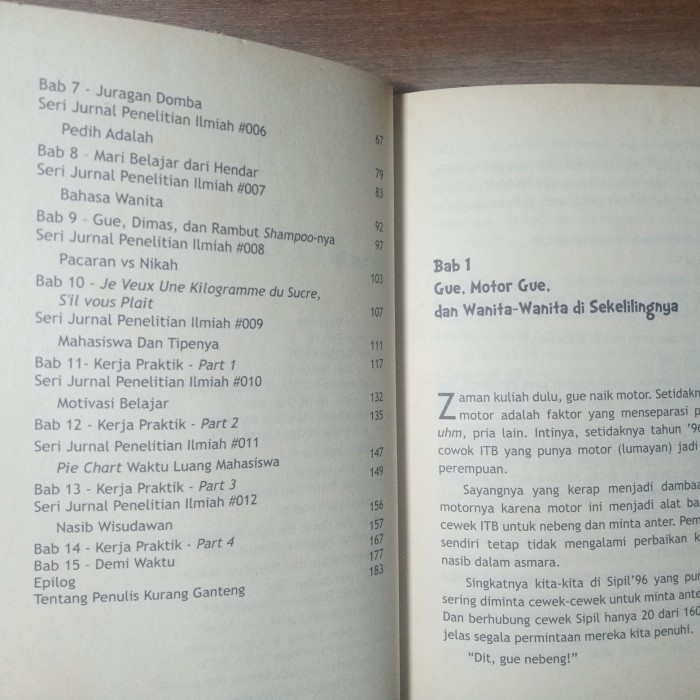 Bab 7 - Juragan Domba
Seri Jurnal Penelitian Ilmiah #006
Pedih Adalah 67
Bab 8 - Mari Belajar dari Hendar 79
Seri Jurnal Penelitian Ilmiah #007 83
Bahasa Wanita
Bab 9 - Gue, Dimas, dan Rambut Shampoo-nya 92
Seri Jurnal Penelitian Ilmiah #008 97
Pacaran vs Nikah
Bab 10 - Je Veux Une Kilogramme du Sucre, 103
S'il vous Plait
Seri Jurnal Penelitian Ilmiah #009 107
Mahasiswa Dan Tipenya 111
Bab 11- Kerja Praktik - Part 1 117
Seri Jurnal Penelitian Ilmiah #010
Motivasi Belajar 132
Bab 12 - Kerja Praktik - Part 2 135
Seri Jurnal Penelitian Ilmiah #011 147
Pie Chart Waktu Luang Mahasiswa 149
Bab 13 - Kerja Praktik - Part 3
Seri Jurnal Penelitian Ilmiah #012 156
Nasib Wisudawan 157
Bab 14 - Kerja Praktik - Part 4 167
Bab 15 - Demi Waktu 177
Epilog 183
Tentang Penulis Kurang Ganteng
Bab 1
Gue, Motor Gue,
dan Wanita-Wanita di Sekelilingnya
Zaman kuliah dulu, gue naik motor.
motor adalah faktor yang menseparasi
uhm, pria lain. Intinya, setidaknya tahun
cowok ITB yang punya motor (lumayan) jadi
perempuan.
Sayangnya yang kerap menjadi
motornya karena motor ini menjadi alat
cewek ITB untuk nebeng dan minta anter.
sendiri tetap tidak mengalami perbaikan
nasib dalam asmara.
Singkatnya kita-kita di Sipil'96 yang
sering diminta cewek-cewek untuk minta
Dan berhubung cewek Sipil hanya 20 dari 160
jelas segala permintaan mereka kita penuhi.
"Dit, gue nebeng!"